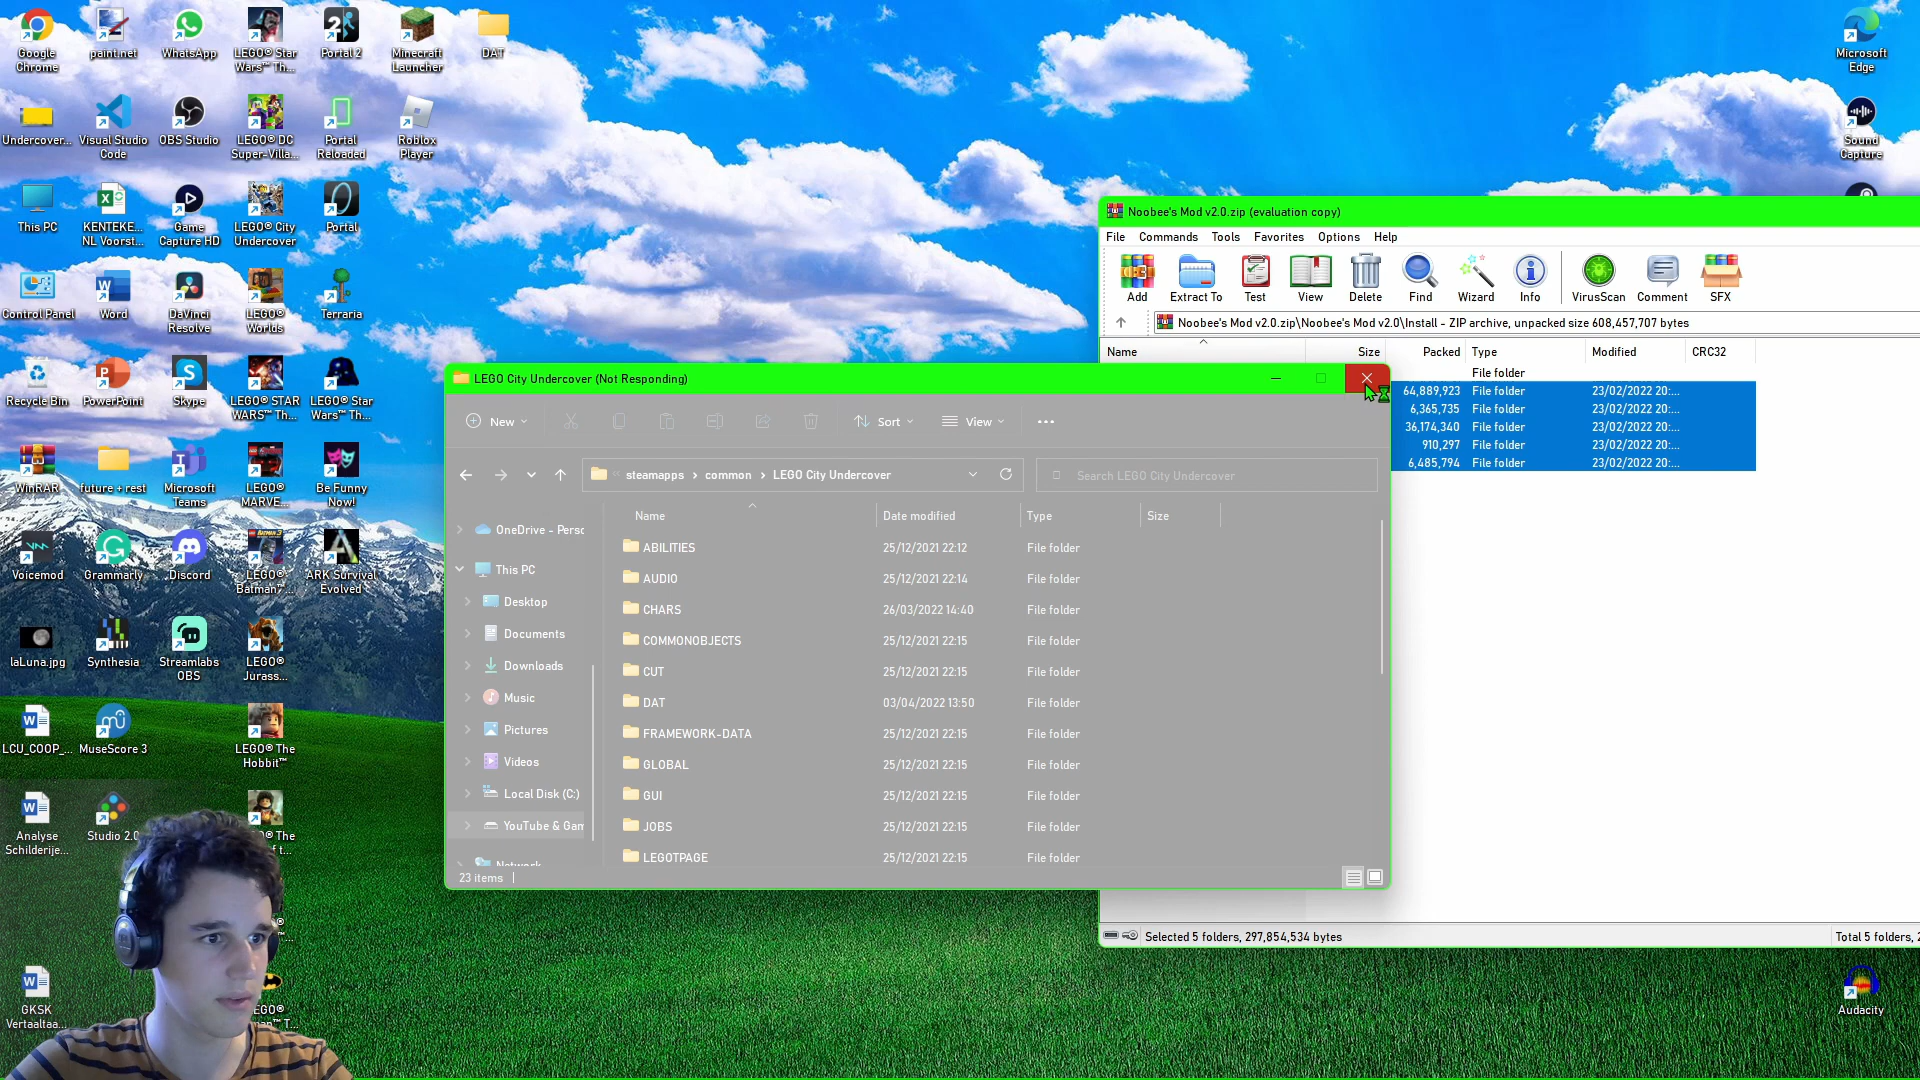 Google
Chrome
paint.net
WhatsApp
LEGO® Star
Wars™ Th...
Portal 2
Minecraft
Launcher
DAT
Microsoft
Edge
Undercover...
Visual Studio
Code
OBS Studio
LEGO® DC
Super-Villa...
Portal
Reloaded
Roblox
Player
Sound
Capture
This PC
KENTEKE...
NL Voorst...
Game
Capture HD
LEGO® City
Undercover
Portal
Control Panel
Word
DaVinci
Resolve
LEGO®
Worlds
Terraria
Recycle Bin
PowerPoint
Skype
LEGO® STAR
WARS™ Th...
LEGO® Star
Wars™ Th...
WinRAR
future + rest
Microsoft
Teams
LEGO®
MARVE...
Be Funny
Now!
Voicemod
Grammarly
Discord
LEGO®
Batman™...
ARK Survival
Evolved
laLuna.jpg
Synthesia
Streamlabs
OBS
LEGO®
Jurass...
LCU_COOP_...
MuseScore 3
LEGO® The
Hobbit™
Analyse
Schilderije...
Studio 2.0
GKSK
Vertaaltaa...
Audacity
Noobee's Mod v2.0.zip (evaluation copy)
File Commands Tools Favorites Options Help
Add Extract To Test View Delete Find Wizard Info VirusScan Comment SFX
Noobee's Mod v2.0.zip\Noobee's Mod v2.0\Install - ZIP archive, unpacked size 608,457,707 bytes
Name Size Packed Type Modified CRC32
File folder
64,889,923 File folder 23/02/2022 20:...
6,365,735 File folder 23/02/2022 20:...
36,174,340 File folder 23/02/2022 20:...
910,297 File folder 23/02/2022 20:...
6,485,794 File folder 23/02/2022 20:...
Selected 5 folders, 297,854,534 bytes
Total 5 folders, 2
LEGO City Undercover (Not Responding)
New Sort View
steamapps common LEGO City Undercover
Search LEGO City Undercover
Name Date modified Type Size
OneDrive - Perso
This PC
Desktop
Documents
Downloads
Music
Pictures
Videos
Local Disk (C:)
YouTube & Gam
Network
ABILITIES 25/12/2021 22:12 File folder
AUDIO 25/12/2021 22:14 File folder
CHARS 26/03/2022 14:40 File folder
COMMONOBJECTS 25/12/2021 22:15 File folder
CUT 25/12/2021 22:15 File folder
DAT 03/04/2022 13:50 File folder
FRAMEWORK-DATA 25/12/2021 22:15 File folder
GLOBAL 25/12/2021 22:15 File folder
GUI 25/12/2021 22:15 File folder
JOBS 25/12/2021 22:15 File folder
LEGOTPAGE 25/12/2021 22:15 File folder
23 items